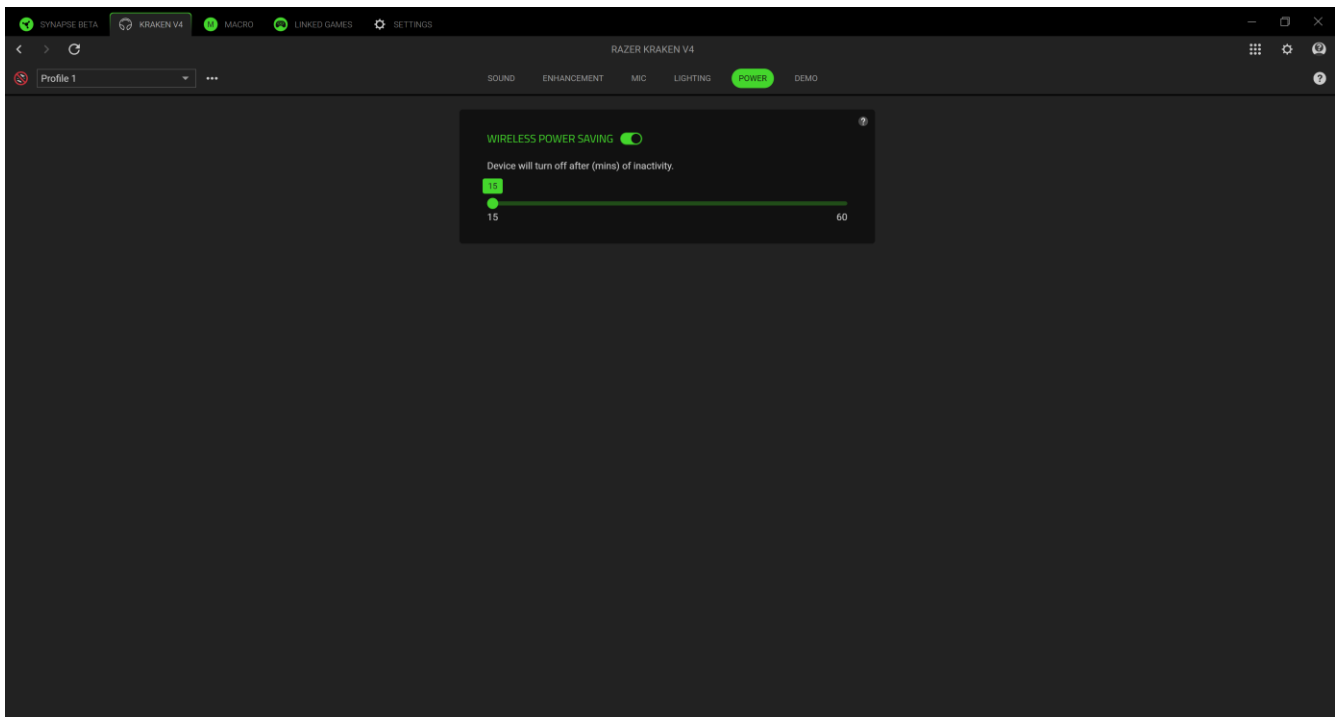 SYNAPSE BETA KRAKEN V4 M MACRO LINKED GAMES SETTINGS
RAZER KRAKEN V4
Profile 1 SOUND ENHANCEMENT MIC LIGHTING POWER DEMO
WIRELESS POWER SAVING
Device will turn off after (mins) of inactivity.
15
15 60